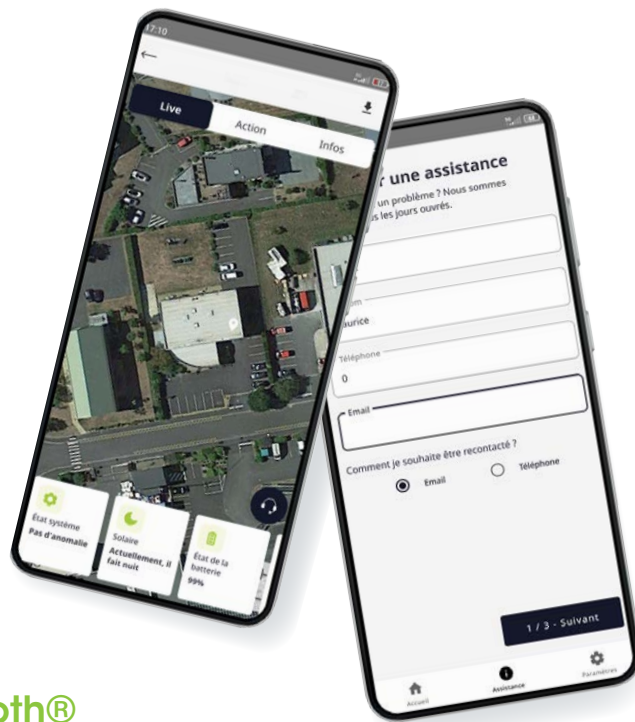 17:10
Live
Action
Infos
État système
Pas d'anomalie
Solaire
Actuellement, il
fait nuit
État de la
batterie
99%
r une assistance
un problème ? Nous sommes
us les jours ouvrés.
om
aurice
Téléphone
0
Email
Comment je souhaite être recontacté ?
Email
Téléphone
1 / 3 - Suivant
Accueil
Assistance
Paramètres
oth®